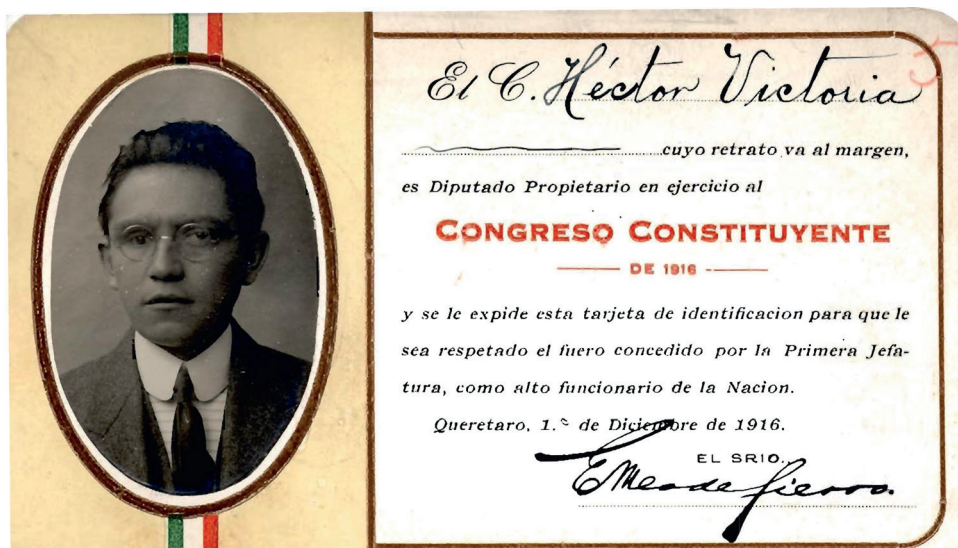 El C. Héctor Victoria
cuyo retrato va al margen,
es Diputado Propietario en ejercicio al
CONGRESO CONSTITUYENTE
DE 1916
y se le expide esta tarjeta de identificacion para que le
sea respetado el fuero concedido por la Primera Jefa-
tura, como alto funcionario de la Nacion.
Queretaro, 1.º de Diciembre de 1916.
EL SRIO.